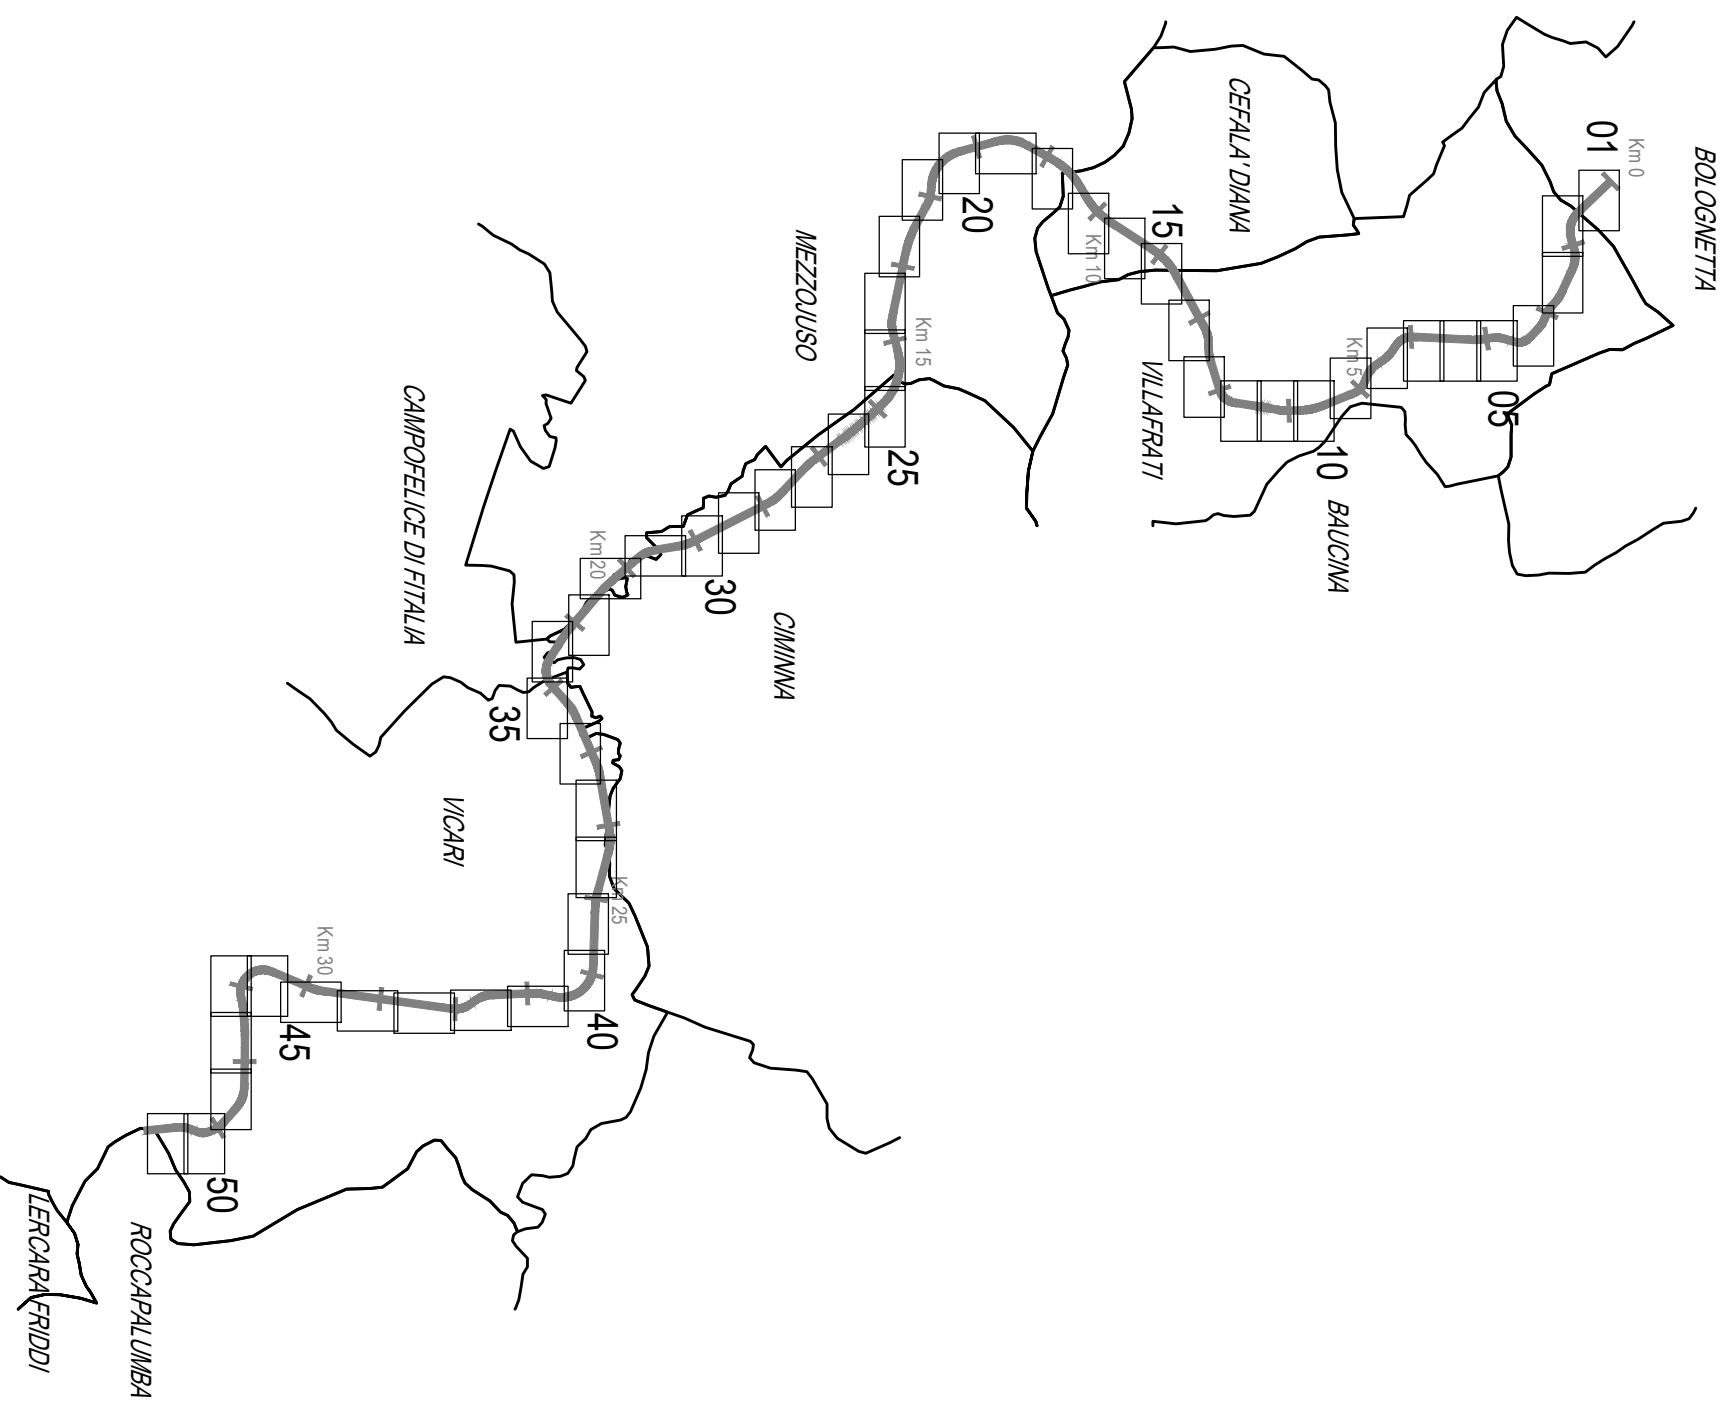 BOLOGNETTA
Km 0
01
CEFALA' DIANA
05
Km 5
10
BAUCINA
VILLAFRATI
15
Km 10
20
MEZZOJUSO
Km 15
25
CIMINNA
30
Km 20
CAMPOFELICE DI FITALIA
35
VICARI
Km 25
40
Km 30
45
50
ROCCAPALUMBA
LERCARA FRIDDI